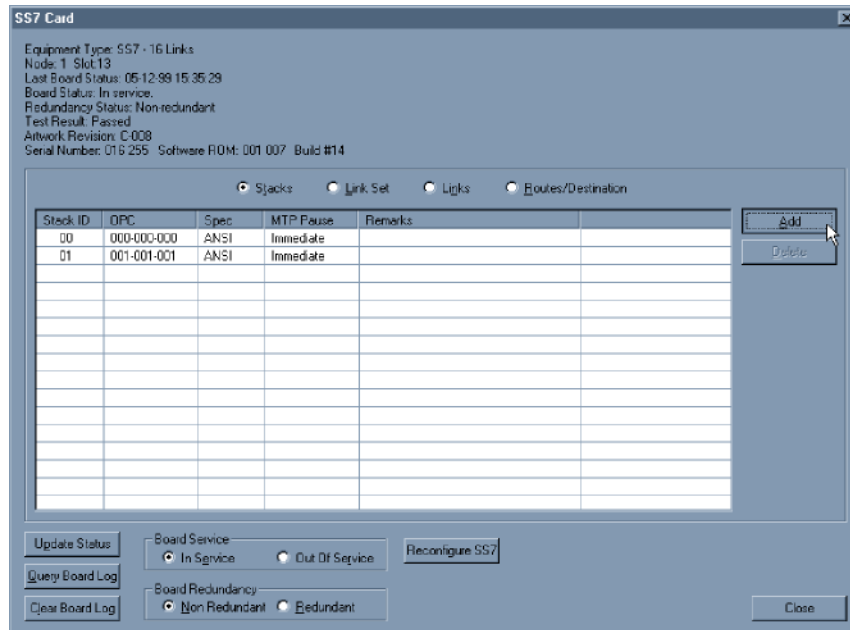 SS7 Card
Equipment Type: SS7 - 16 Links
Node: 1 Slot:13
Last Board Status: 05-12-99 15:35:29
Board Status: In service.
Redundancy Status: Non-redundant
Test Result: Passed
Artwork Revision: C-008
Serial Number: 016 255 Software ROM: 001 007 Build #14
Stacks Link Set Links Routes/Destination
Stack ID OPC Spec MTP Pause Remarks
00 000-000-000 ANSI Immediate
01 001-001-001 ANSI Immediate
Add
Delete
Update Status
Query Board Log
Clear Board Log
Board Service
In Service Out Of Service
Board Redundancy
Non Redundant Redundant
Reconfigure SS7
Close